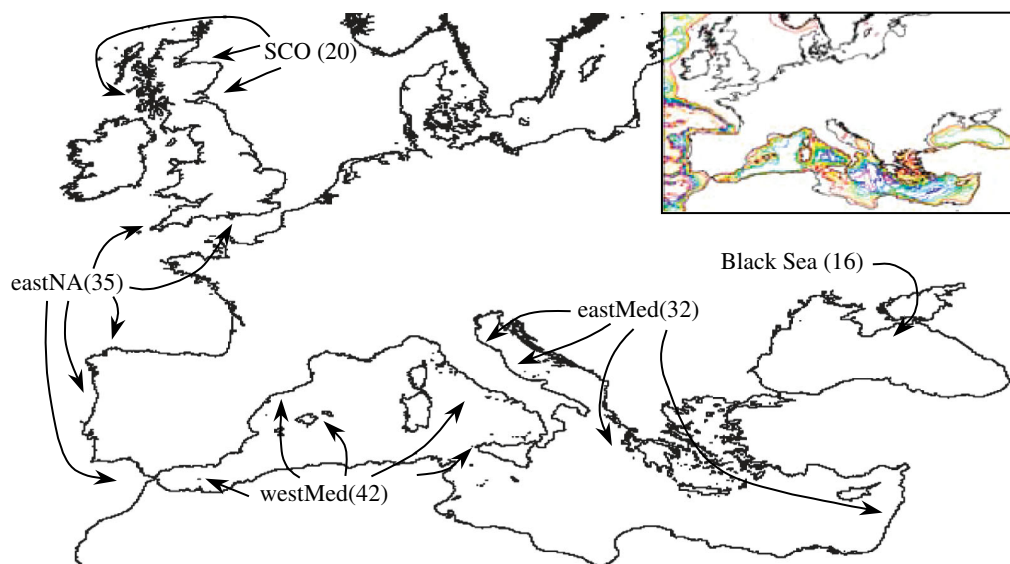 SCO (20)
Black Sea (16)
eastNA(35)
eastMed(32)
westMed(42)